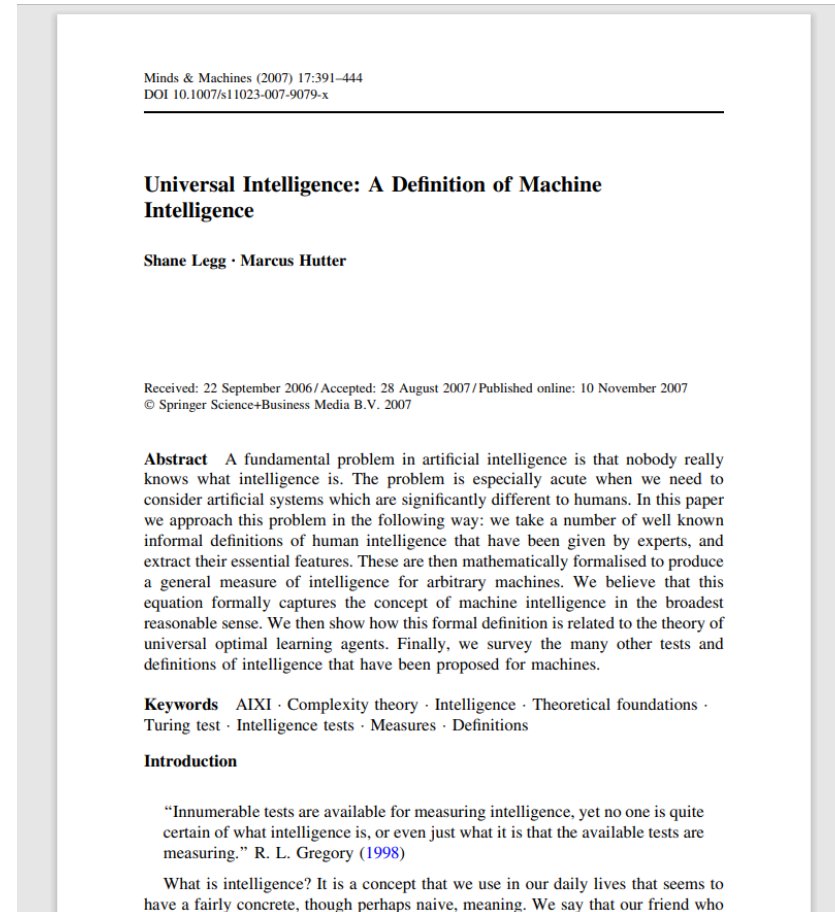 Minds & Machines (2007) 17:391–444
DOI 10.1007/s11023-007-9079-x
Universal Intelligence: A Definition of Machine
Intelligence
Shane Legg · Marcus Hutter
Received: 22 September 2006 / Accepted: 28 August 2007 / Published online: 10 November 2007
© Springer Science+Business Media B.V. 2007
Abstract A fundamental problem in artificial intelligence is that nobody really
knows what intelligence is. The problem is especially acute when we need to
consider artificial systems which are significantly different to humans. In this paper
we approach this problem in the following way: we take a number of well known
informal definitions of human intelligence that have been given by experts, and
extract their essential features. These are then mathematically formalised to produce
a general measure of intelligence for arbitrary machines. We believe that this
equation formally captures the concept of machine intelligence in the broadest
reasonable sense. We then show how this formal definition is related to the theory of
universal optimal learning agents. Finally, we survey the many other tests and
definitions of intelligence that have been proposed for machines.
Keywords AIXI · Complexity theory · Intelligence · Theoretical foundations ·
Turing test · Intelligence tests · Measures · Definitions
Introduction
“Innumerable tests are available for measuring intelligence, yet no one is quite
certain of what intelligence is, or even just what it is that the available tests are
measuring.” R. L. Gregory (1998)
What is intelligence? It is a concept that we use in our daily lives that seems to
have a fairly concrete, though perhaps naive, meaning. We say that our friend who